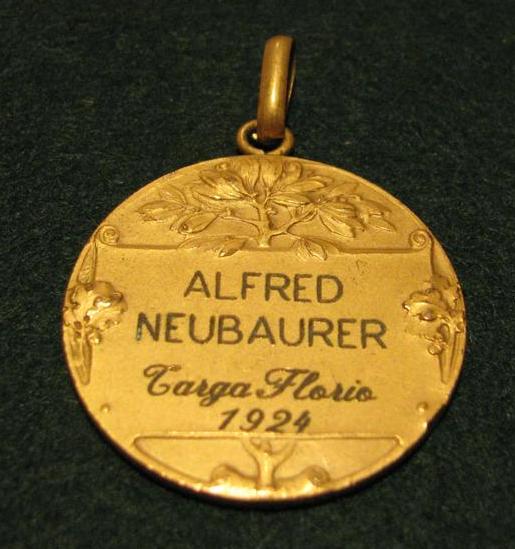 ALFRED
NEUBAURER
Targa Florio
1924